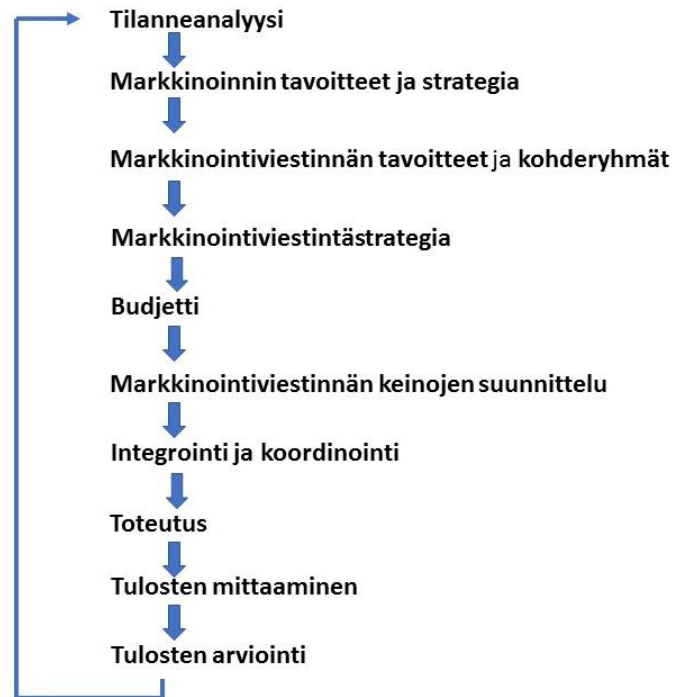 Tilanneanalyysi
Markkinoinnin tavoitteet ja strategia
Markkinointiviestinnän tavoitteet ja kohderyhmät
Markkinointiviestintästrategia
Budjetti
Markkinointiviestinnän keinojen suunnittelu
Integrointi ja koordinointi
Toteutus
Tulosten mittaaminen
Tulosten arviointi